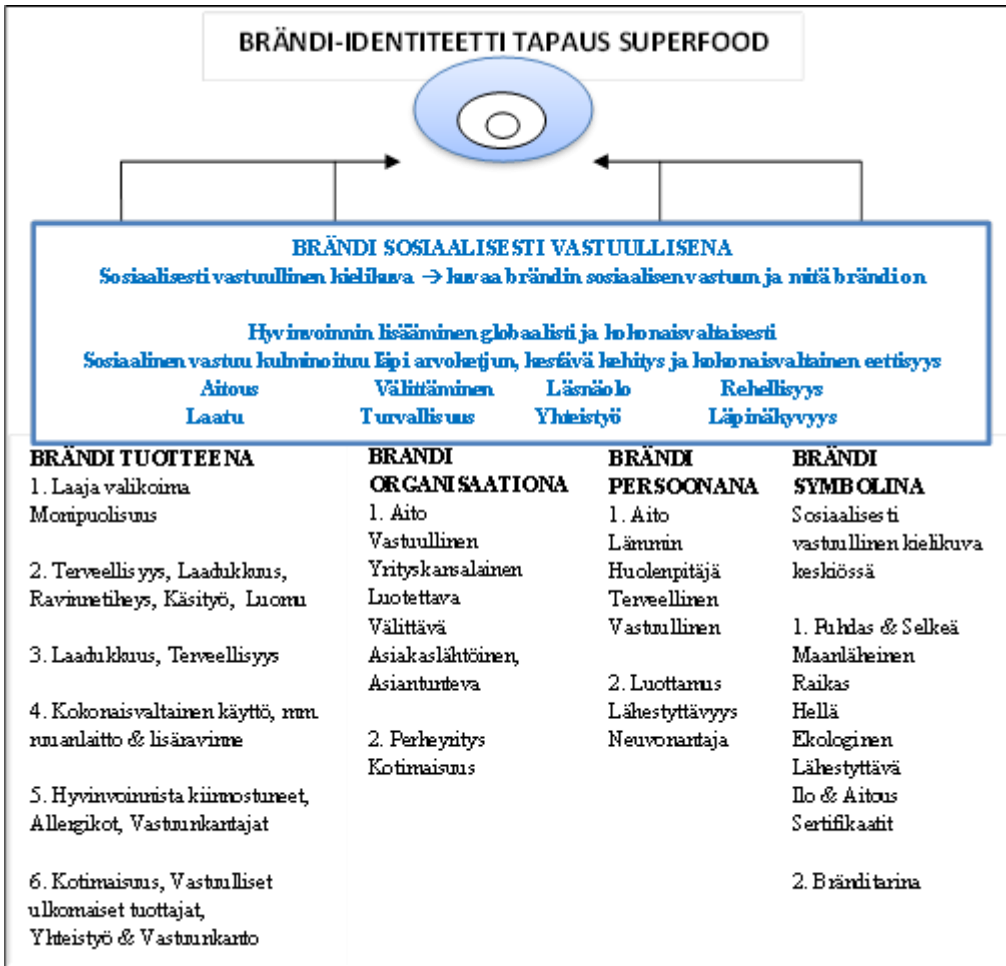 BRÄNDI-IDENTITEETTI TAPAUS SUPERFOOD
BRÄNDI SOSIAALISESTI VASTUULLISENA
Sosiaalisesti vastuullinen kielikuva → kuvaa brändin sosiaalisen vastuun ja mitä brändi on
Hyvinvoinnin lisääminen globaalisti ja kokonaisvaltaisesti
Sosiaalinen vastuu kulminoituu läpi arvoketjun, kestävä kehitys ja kokonaisvaltainen eettisyys
Aitous Välittäminen Läsnäolo Rehellisyys
Laatu Turvallisuus Yhteistyö Läpinäkyvyys
BRÄNDI TUOTTEENA
1. Laaja valikoima
Monipuolisuus
2. Terveellisyys, Laadukkuus,
Ravinnetiheys, Käsityö, Luomu
3. Laadukkuus, Terveellisyys
4. Kokonaisvaltainen käyttö, mm.
ruuanlaitto & lisäravinne
5. Hyvinvoinnista kiinnostuneet,
Allergikot, Vastuunkantajat
6. Kotimaisuus, Vastuulliset
ulkomaiset tuottajat,
Yhteistyö & Vastuunkanto
BRÄNDI
ORGANISAATIONA
1. Aito
Vastuullinen
Yrityskansalainen
Luotettava
Välittävä
Asiakaslähtöinen,
Asiantunteva
2. Perheyritys
Kotimaisuus
BRÄNDI
PERSOONANA
1. Aito
Lämmin
Huolenpitäjä
Terveellinen
Vastuullinen
2. Luottamus
Lähestyttävyys
Neuvonantaja
BRÄNDI
SYMBOLINA
Sosiaalisesti
vastuullinen kielikuva
keskiössä
1. Puhdas & Selkeä
Maanläheinen
Raikas
Hellä
Ekologinen
Lähestyttävä
Ilo & Aitous
Sertifikaatit
2. Bränditarina